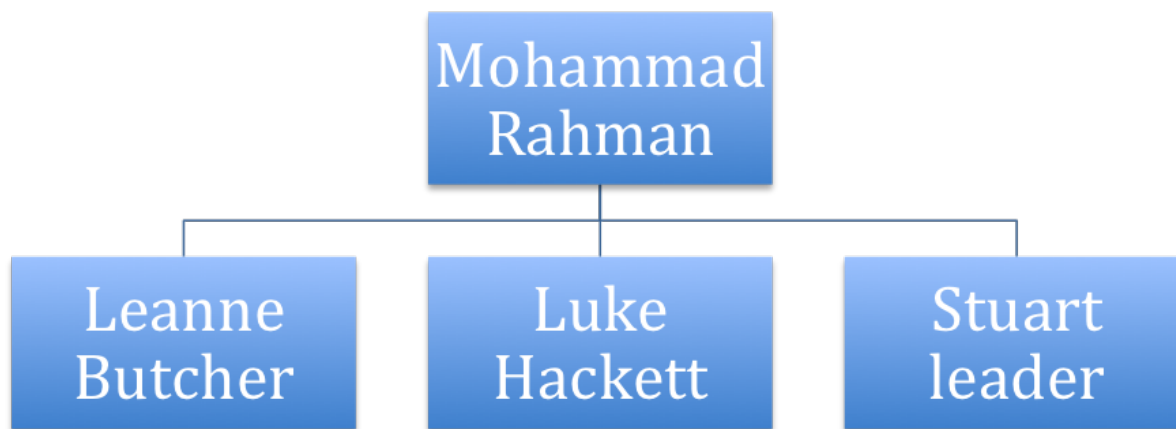 Mohammad
Rahman
Leanne
Butcher
Luke
Hackett
Stuart
leader